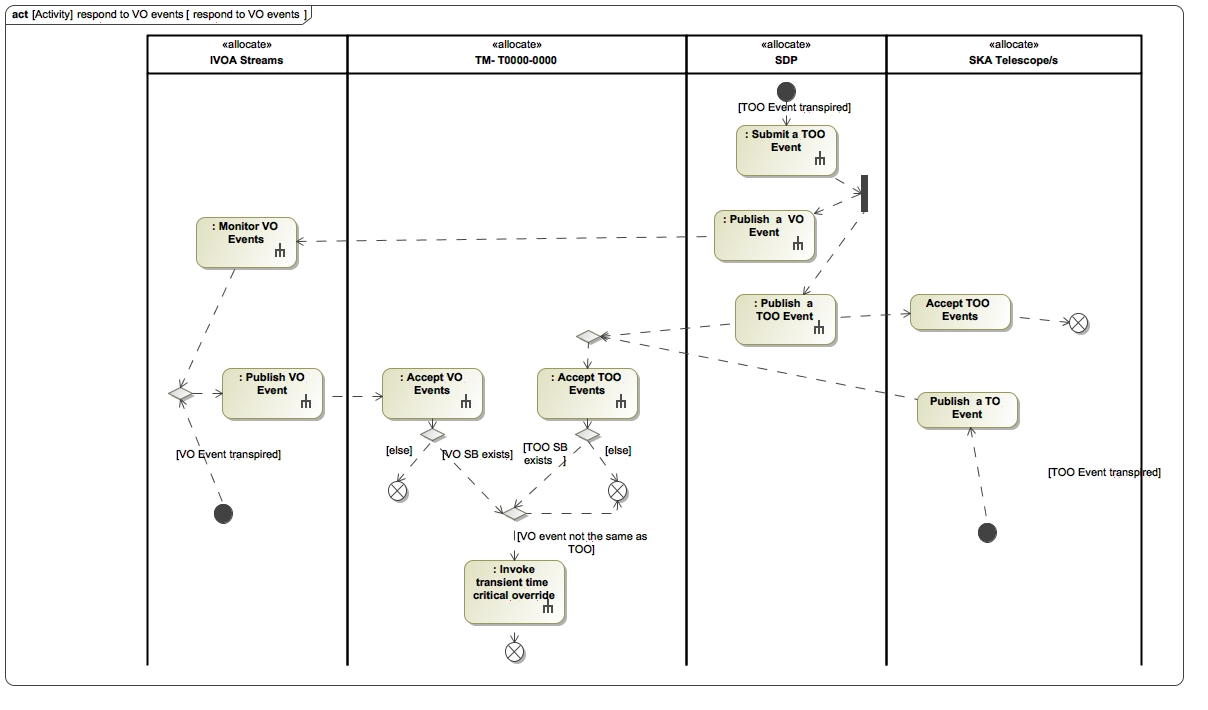 act [Activity] respond to VO events [ respond to VO events ]
«allocate»
IVOA Streams
«allocate»
TM- T0000-0000
«allocate»
SDP
«allocate»
SKA Telescope/s
[TOO Event transpired]
: Submit a TOO
Event
: Publish a VO
Event
: Monitor VO
Events
: Publish a
TOO Event
Accept TOO
Events
: Publish VO
Event
: Accept VO
Events
: Accept TOO
Events
Publish a TO
Event
[VO Event transpired]
[else]
[VO SB exists]
[TOO SB
exists ]
[else]
[TOO Event transpired]
[VO event not the same as
TOO]
: Invoke
transient time
critical override